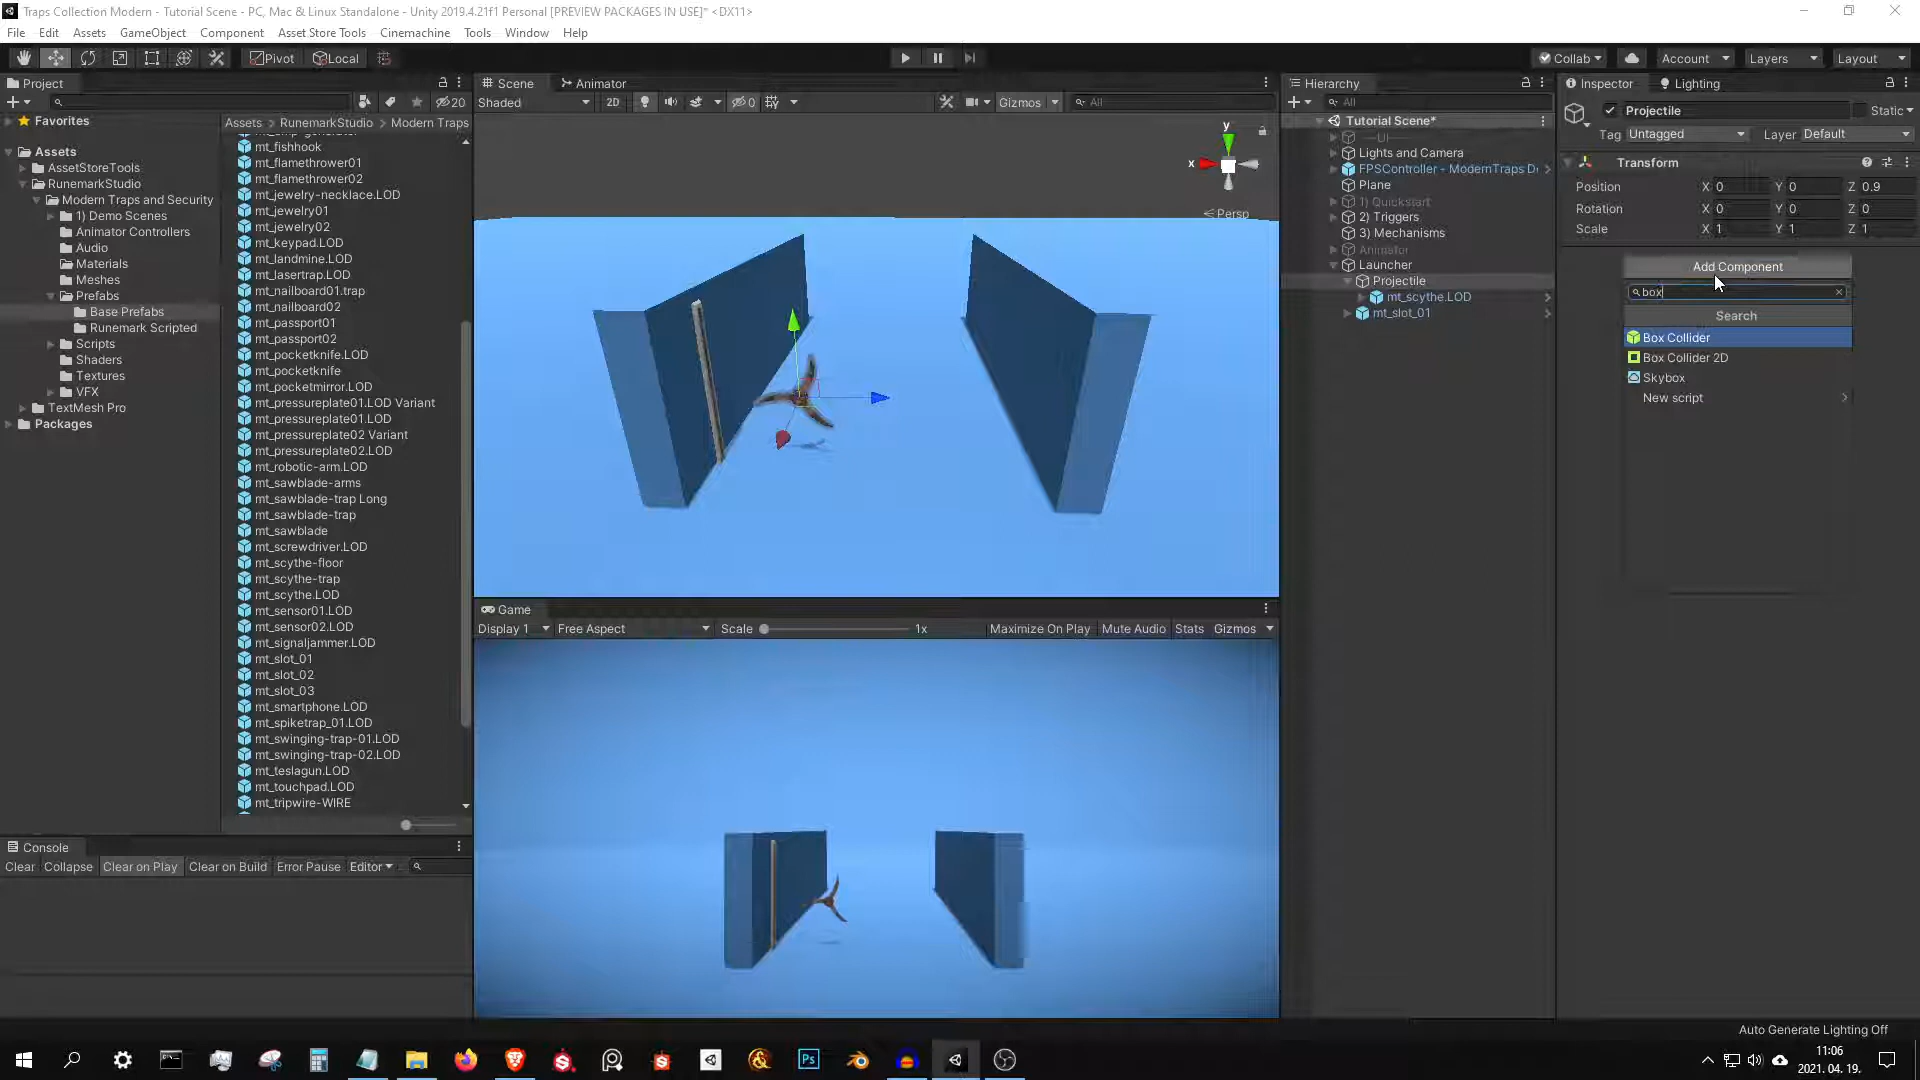 Traps Collection Modern - Tutorial Scene - PC, Mac & Linux Standalone - Unity 2019.4.21f1 Personal [PREVIEW PACKAGES IN USE]* <DX11>
File Edit Assets GameObject Component Asset Store Tools Cinemachine Tools Window Help
Pivot Local Collab Account Layers Layout
Project
20
Favorites
Assets
AssetStoreTools
RunemarkStudio
Modern Traps and Security
1) Demo Scenes
Animator Controllers
Audio
Materials
Meshes
Prefabs
Base Prefabs
Runemark Scripted
Scripts
Shaders
Textures
VFX
TextMesh Pro
Packages
Assets > RunemarkStudio > Modern Traps
mt_fishhook
mt_flamethrower01
mt_flamethrower02
mt_jewelry-necklace.LOD
mt_jewelry01
mt_jewelry02
mt_keypad.LOD
mt_landmine.LOD
mt_lasertrap.LOD
mt_nailboard01.trap
mt_nailboard02
mt_passport01
mt_passport02
mt_pocketknife.LOD
mt_pocketknife
mt_pocketmirror.LOD
mt_pressureplate01.LOD Variant
mt_pressureplate01.LOD
mt_pressureplate02 Variant
mt_pressureplate02.LOD
mt_robotic-arm.LOD
mt_sawblade-arms
mt_sawblade-trap Long
mt_sawblade-trap
mt_sawblade
mt_screwdriver.LOD
mt_scythe-floor
mt_scythe-trap
mt_scythe.LOD
mt_sensor01.LOD
mt_sensor02.LOD
mt_signaljammer.LOD
mt_slot_01
mt_slot_02
mt_slot_03
mt_smartphone.LOD
mt_spiketrap_01.LOD
mt_swinging-trap-01.LOD
mt_swinging-trap-02.LOD
mt_teslagun.LOD
mt_touchpad.LOD
mt_tripwire-WIRE
Console
Clear Collapse Clear on Play Clear on Build Error Pause Editor
Scene Animator
Shaded 2D 0 Gizmos All
y
x
Persp
Game
Display 1 Free Aspect Scale 1x Maximize On Play Mute Audio Stats Gizmos
Hierarchy
All
Tutorial Scene*
---UI---
Lights and Camera
FPSController - ModernTraps D
Plane
1) Quickstart
2) Triggers
3) Mechanisms
Animator
Launcher
Projectile
mt_scythe.LOD
mt_slot_01
Inspector Lighting
Projectile Static
Tag Untagged Layer Default
Transform
Position X 0 Y 0 Z 0.9
Rotation X 0 Y 0 Z 0
Scale X 1 Y 1 Z 1
Add Component
box
Search
Box Collider
Box Collider 2D
Skybox
New script
Auto Generate Lighting Off
Ps
11:06
2021. 04. 19.